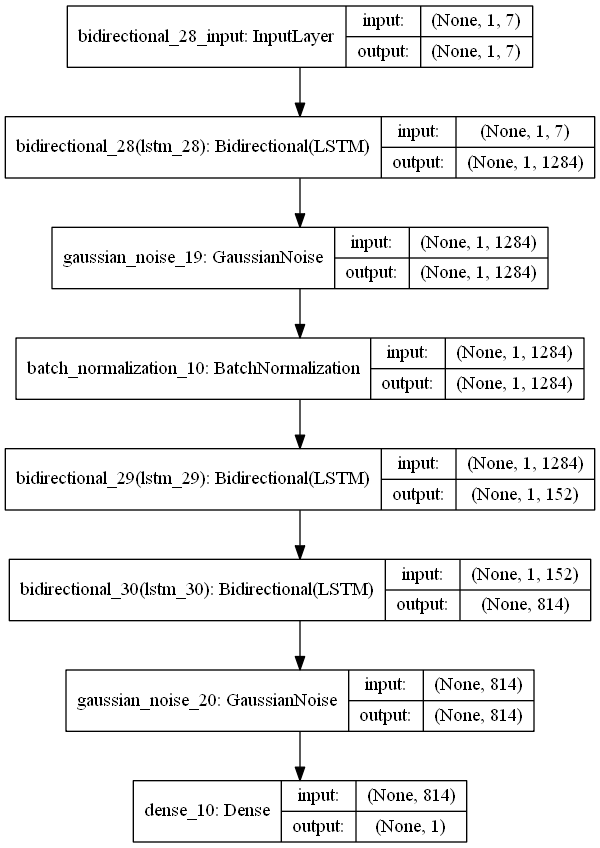 bidirectional_28_input: InputLayer
input: (None, 1, 7)
output: (None, 1, 7)
bidirectional_28(lstm_28): Bidirectional(LSTM)
input: (None, 1, 7)
output: (None, 1, 1284)
gaussian_noise_19: GaussianNoise
input: (None, 1, 1284)
output: (None, 1, 1284)
batch_normalization_10: BatchNormalization
input: (None, 1, 1284)
output: (None, 1, 1284)
bidirectional_29(lstm_29): Bidirectional(LSTM)
input: (None, 1, 1284)
output: (None, 1, 152)
bidirectional_30(lstm_30): Bidirectional(LSTM)
input: (None, 1, 152)
output: (None, 814)
gaussian_noise_20: GaussianNoise
input: (None, 814)
output: (None, 814)
dense_10: Dense
input: (None, 814)
output: (None, 1)